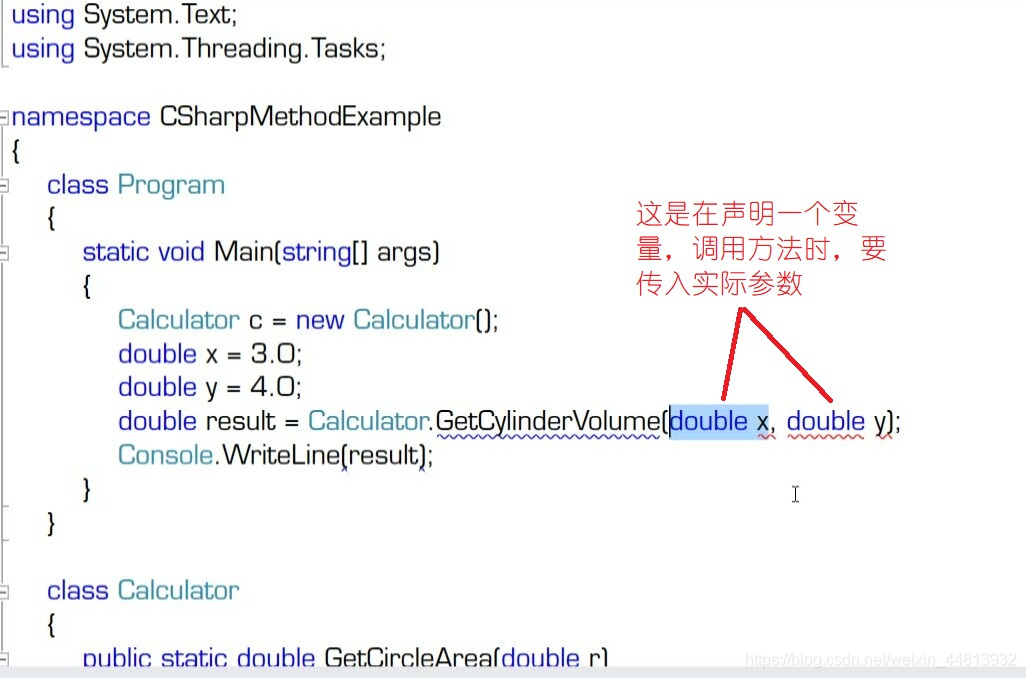 using System.Text;
using System.Threading.Tasks;
namespace CSharpMethodExample
{
class Program
{
static void Main(string[] args)
{
Calculator c = new Calculator();
double x = 3.0;
double y = 4.0;
double result = Calculator.GetCylinderVolume(double x, double y);
Console.WriteLine(result);
}
}
class Calculator
{
public static double GetCircleArea(double r)
这是在声明一个变
量，调用方法时，要
传入实际参数
https://blog.csdn.net/weixin_44813932